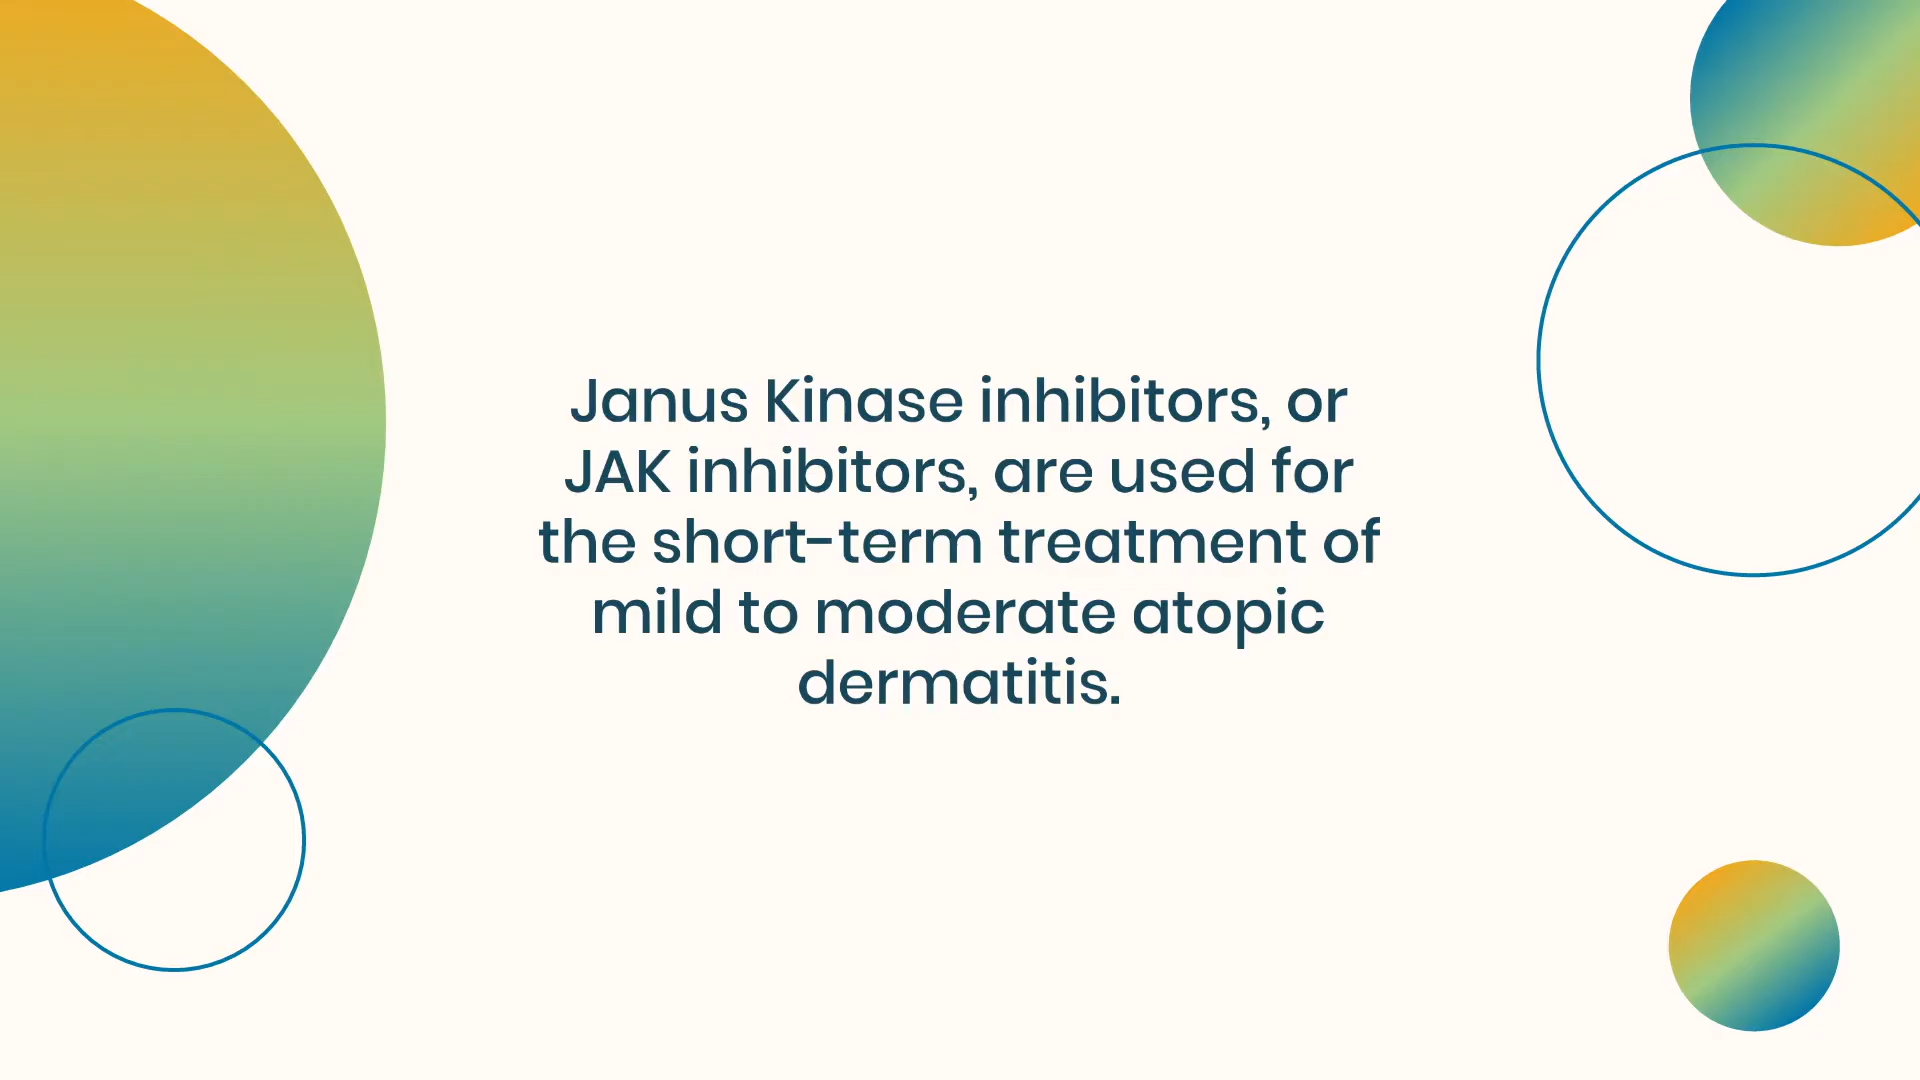 Janus Kinase inhibitors, or
JAK inhibitors, are used for
the short-term treatment of
mild to moderate atopic
dermatitis.